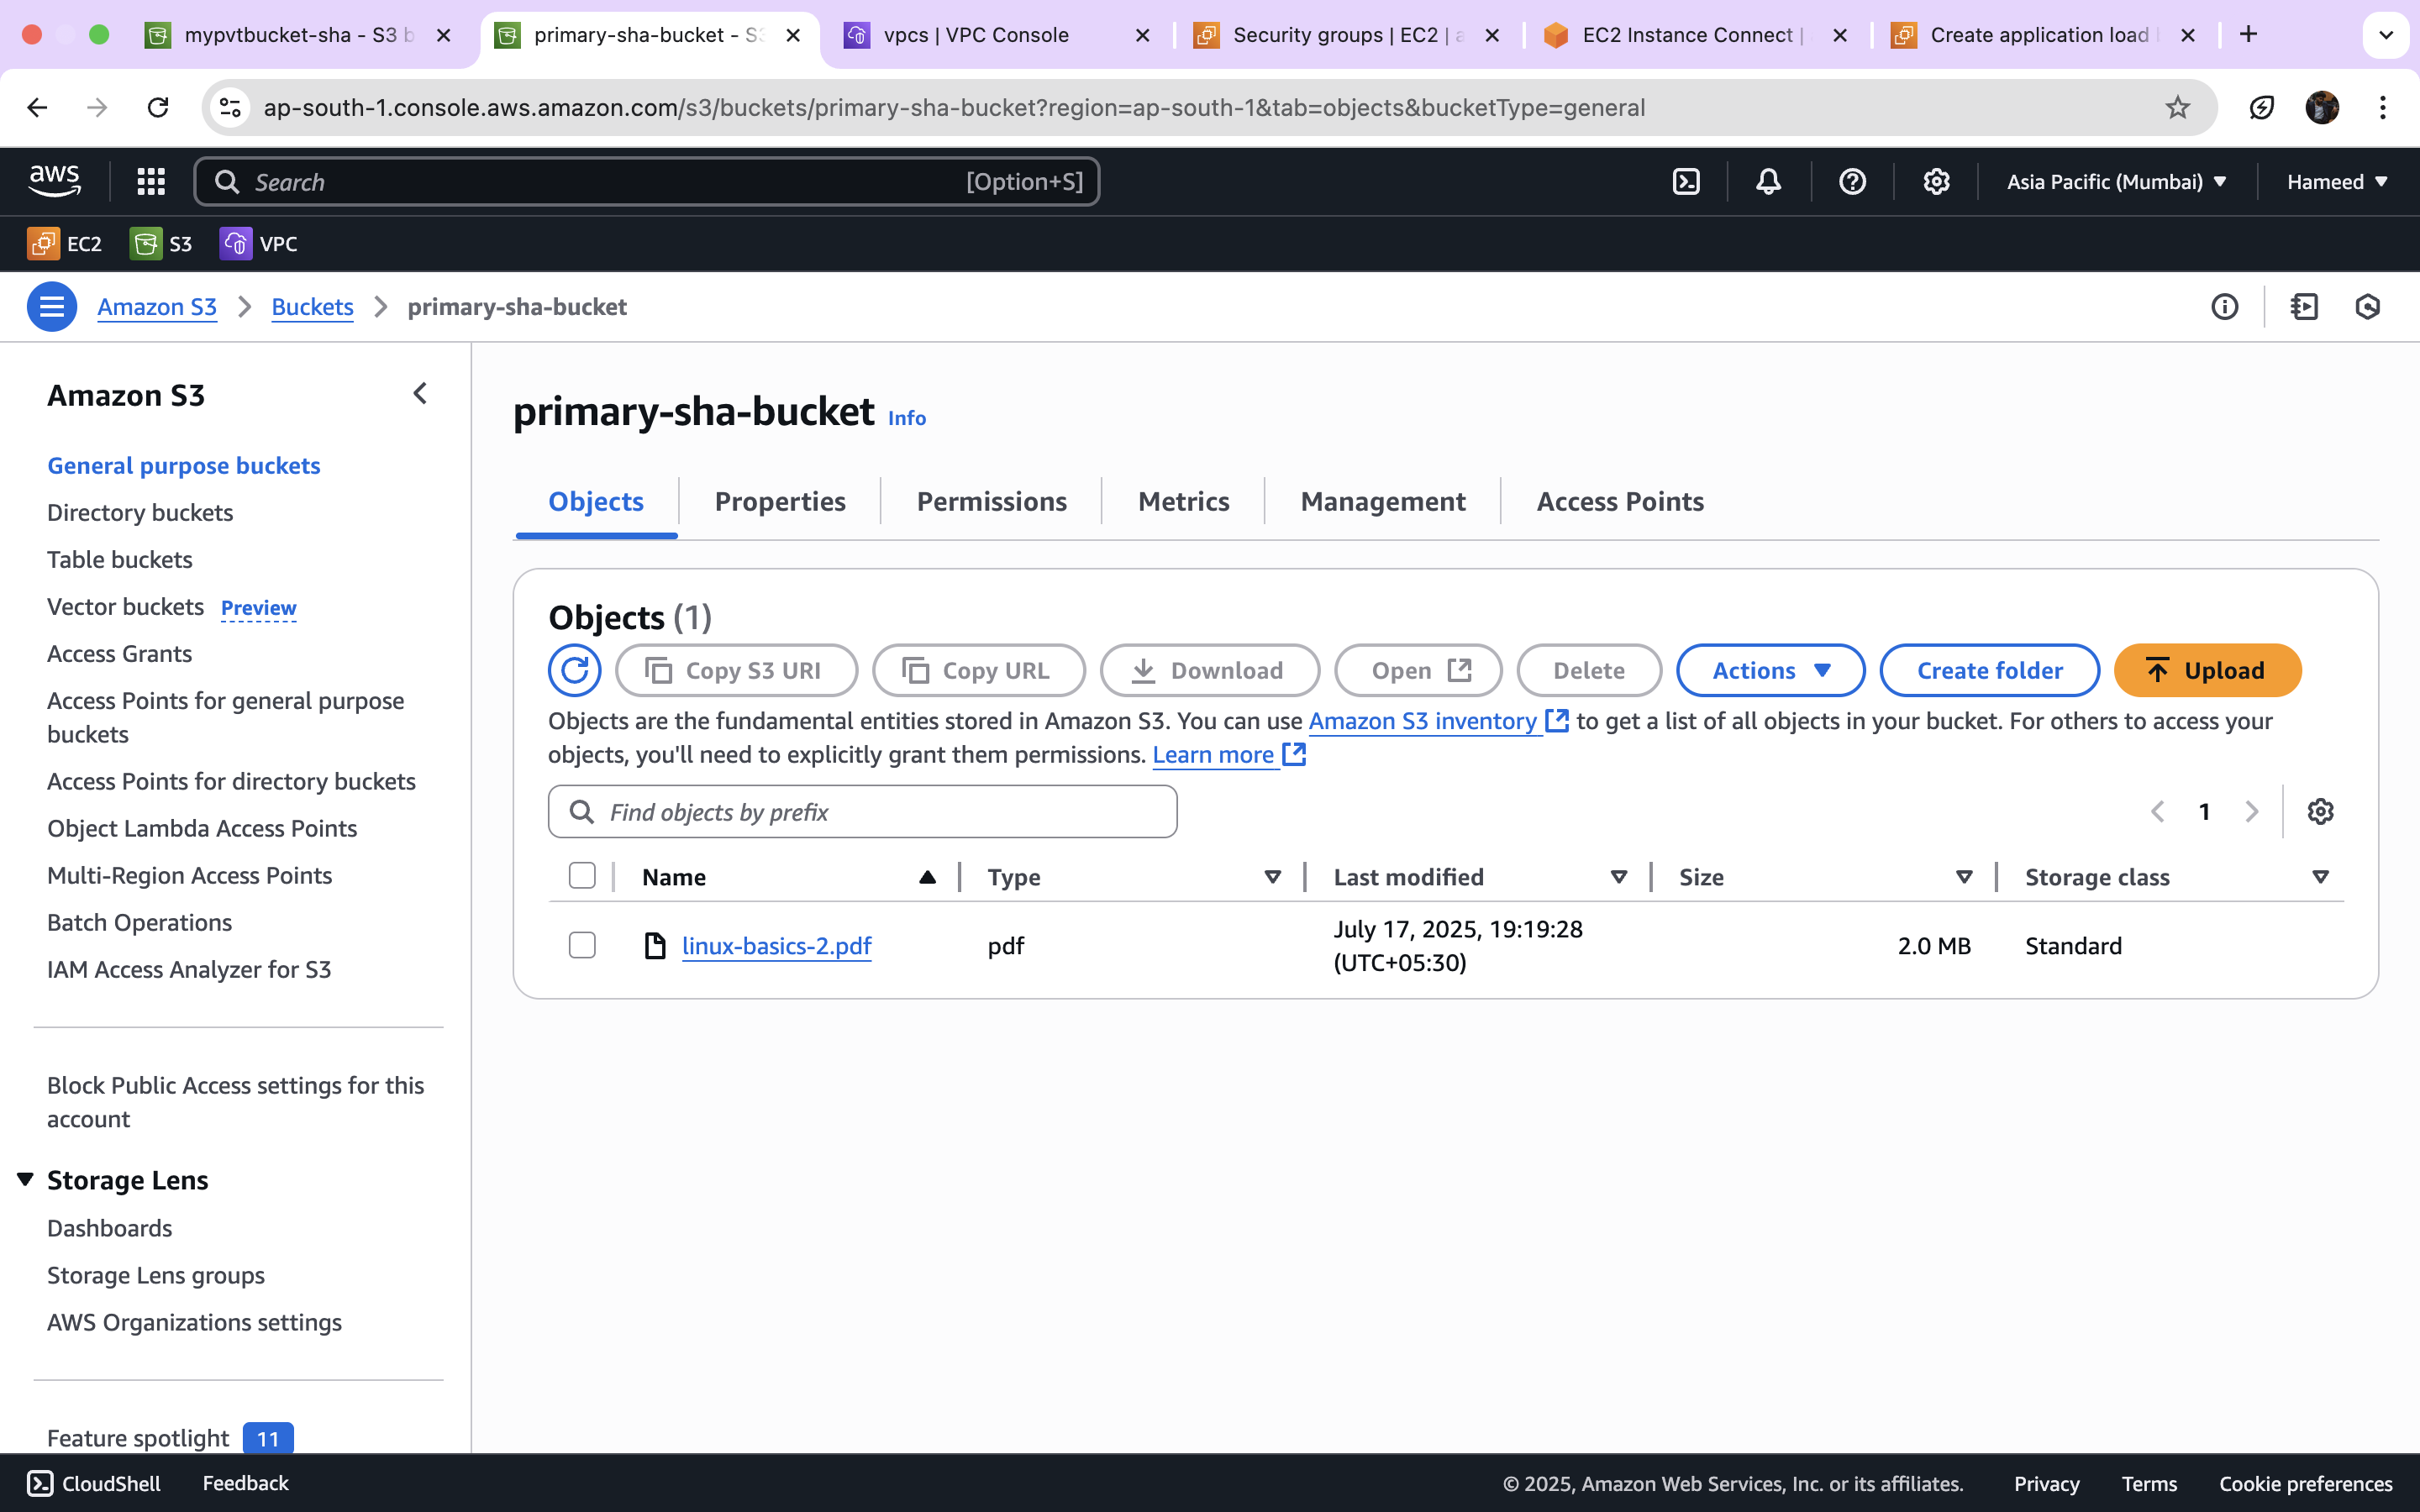 mypvtbucket-sha - S3 b
primary-sha-bucket - S3
vpcs | VPC Console
Security groups | EC2 | a
EC2 Instance Connect |
Create application load
ap-south-1.console.aws.amazon.com/s3/buckets/primary-sha-bucket?region=ap-south-1&tab=objects&bucketType=general
aws
Search
[Option+S]
Asia Pacific (Mumbai)
Hameed
EC2
S3
VPC
Amazon S3
Buckets
primary-sha-bucket
Amazon S3
General purpose buckets
Directory buckets
Table buckets
Vector buckets Preview
Access Grants
Access Points for general purpose
buckets
Access Points for directory buckets
Object Lambda Access Points
Multi-Region Access Points
Batch Operations
IAM Access Analyzer for S3
Block Public Access settings for this
account
Storage Lens
Dashboards
Storage Lens groups
AWS Organizations settings
Feature spotlight 11
primary-sha-bucket Info
Objects
Properties
Permissions
Metrics
Management
Access Points
Objects (1)
Copy S3 URI
Copy URL
Download
Open
Delete
Actions
Create folder
Upload
Objects are the fundamental entities stored in Amazon S3. You can use Amazon S3 inventory to get a list of all objects in your bucket. For others to access your
objects, you'll need to explicitly grant them permissions. Learn more
Find objects by prefix
1
Name
Type
Last modified
Size
Storage class
linux-basics-2.pdf
pdf
July 17, 2025, 19:19:28
(UTC+05:30)
2.0 MB
Standard
CloudShell
Feedback
© 2025, Amazon Web Services, Inc. or its affiliates.
Privacy
Terms
Cookie preferences